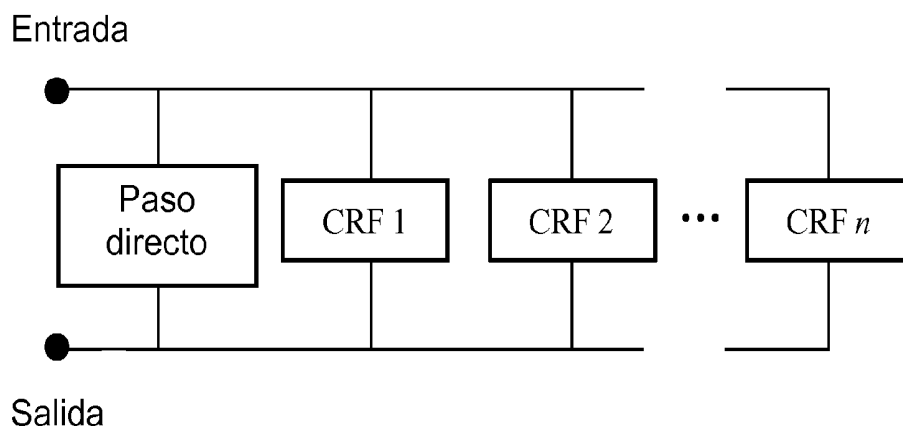 Entrada
Paso
directo
CRF 1
CRF 2
...
CRF n
Salida